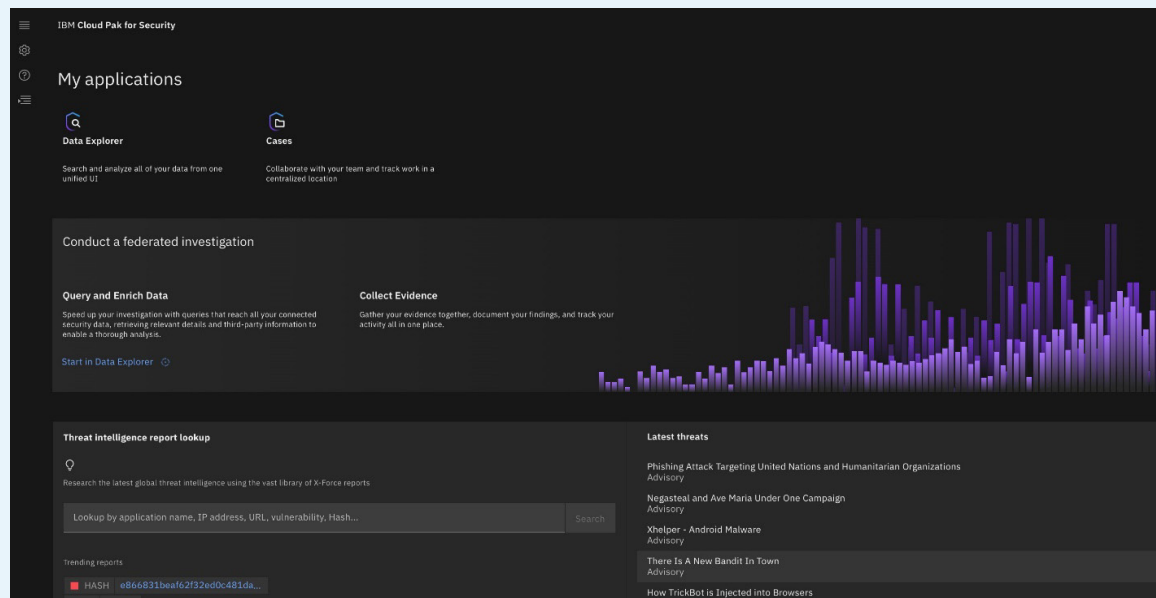 IBM Cloud Pak for Security
My applications
Data Explorer
Search and analyze all of your data from one
unified UI
Cases
Collaborate with your team and track work in a
centralized location
Conduct a federated investigation
Query and Enrich Data
Speed up your investigation with queries that reach all your connected
security data, retrieving relevant details and third-party information to
enable a thorough analysis.
Start in Data Explorer
Collect Evidence
Gather your evidence together, document your findings, and track your
activity all in one place.
Threat intelligence report lookup
Research the latest global threat intelligence using the vast library of X-Force reports
Lookup by application name, IP address, URL, vulnerability, Hash...
Search
Trending reports
HASH e866831beaf62f32ed0c481da...
Latest threats
Phishing Attack Targeting United Nations and Humanitarian Organizations
Advisory
Negasteal and Ave Maria Under One Campaign
Advisory
Xhelper - Android Malware
Advisory
There Is A New Bandit In Town
Advisory
How TrickBot is Injected into Browsers